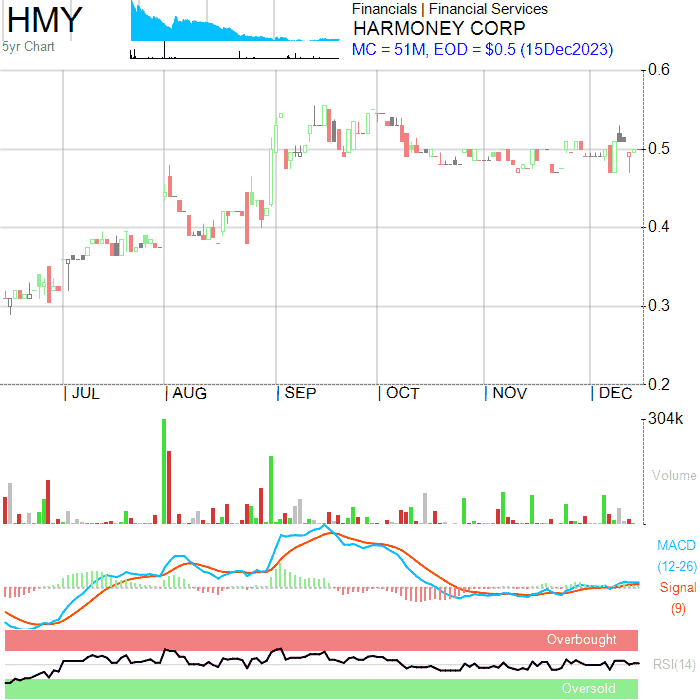 HMY
5yr Chart
Financials | Financial Services
HARMONEY CORP
MC = 51M, EOD = $0.5 (15Dec2023)
0.6
0.5
0.4
0.3
0.2
| JUL | AUG | SEP | OCT | NOV | DEC
304k
Volume
MACD
(12-26)
Signal
(9)
Overbought
RSI(14)
Oversold